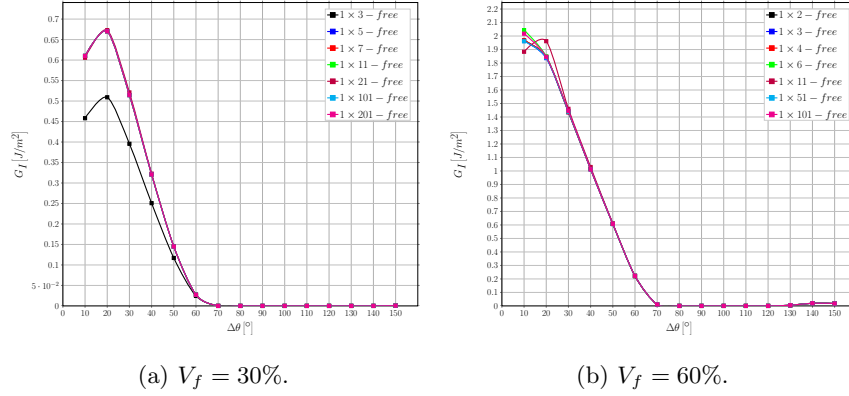 0.7
0.65
0.6
0.55
0.5
0.45
0.4
0.35
0.3
0.25
0.2
0.15
0.1
5 · 10⁻²
0
G_I [J/m²]
0 10 20 30 40 50 60 70 80 90 100 110 120 130 140 150
Δθ [°]
1 × 3 − free
1 × 5 − free
1 × 7 − free
1 × 11 − free
1 × 21 − free
1 × 101 − free
1 × 201 − free
(a) V_f = 30%.
2.1
2
1.9
1.8
1.7
1.6
1.5
1.4
1.3
1.2
1.1
1
0.9
0.8
0.7
0.6
0.5
0.4
0.3
0.2
0.1
0
G_I [J/m²]
0 10 20 30 40 50 60 70 80 90 100 110 120 130 140 150
Δθ [°]
1 × 2 − free
1 × 3 − free
1 × 4 − free
1 × 6 − free
1 × 11 − free
1 × 51 − free
1 × 101 − free
(b) V_f = 60%.